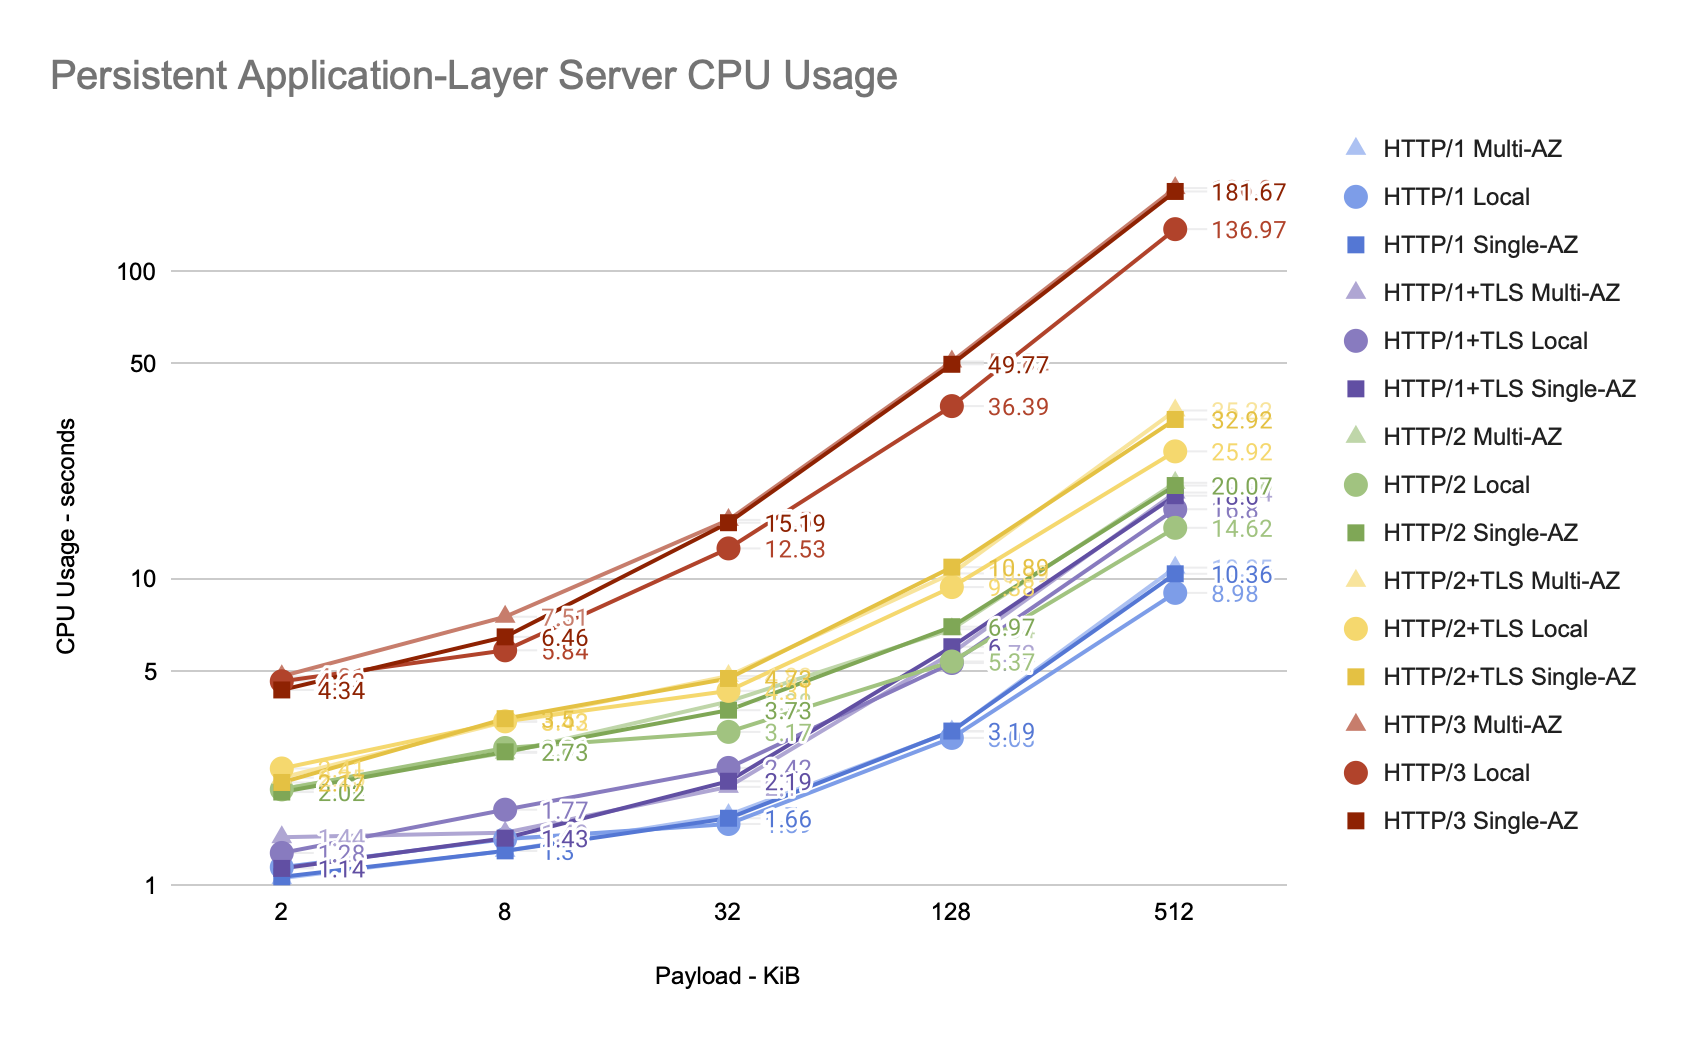 Persistent Application-Layer Server CPU Usage
HTTP/1 Multi-AZ
HTTP/1 Local
HTTP/1 Single-AZ
HTTP/1+TLS Multi-AZ
HTTP/1+TLS Local
HTTP/1+TLS Single-AZ
HTTP/2 Multi-AZ
HTTP/2 Local
HTTP/2 Single-AZ
HTTP/2+TLS Multi-AZ
HTTP/2+TLS Local
HTTP/2+TLS Single-AZ
HTTP/3 Multi-AZ
HTTP/3 Local
HTTP/3 Single-AZ
CPU Usage - seconds
100
50
10
5
1
4.34
2.02
1.44
1.28
1.14
7.51
6.46
5.84
2.73
1.77
1.43
1.3
15.19
12.53
4.73
3.73
3.17
2.42
2.19
1.66
49.77
36.39
10.89
9.38
6.97
5.37
3.19
181.67
136.97
32.92
25.92
20.07
16.8
14.62
10.36
8.98
2
8
32
128
512
Payload - KiB